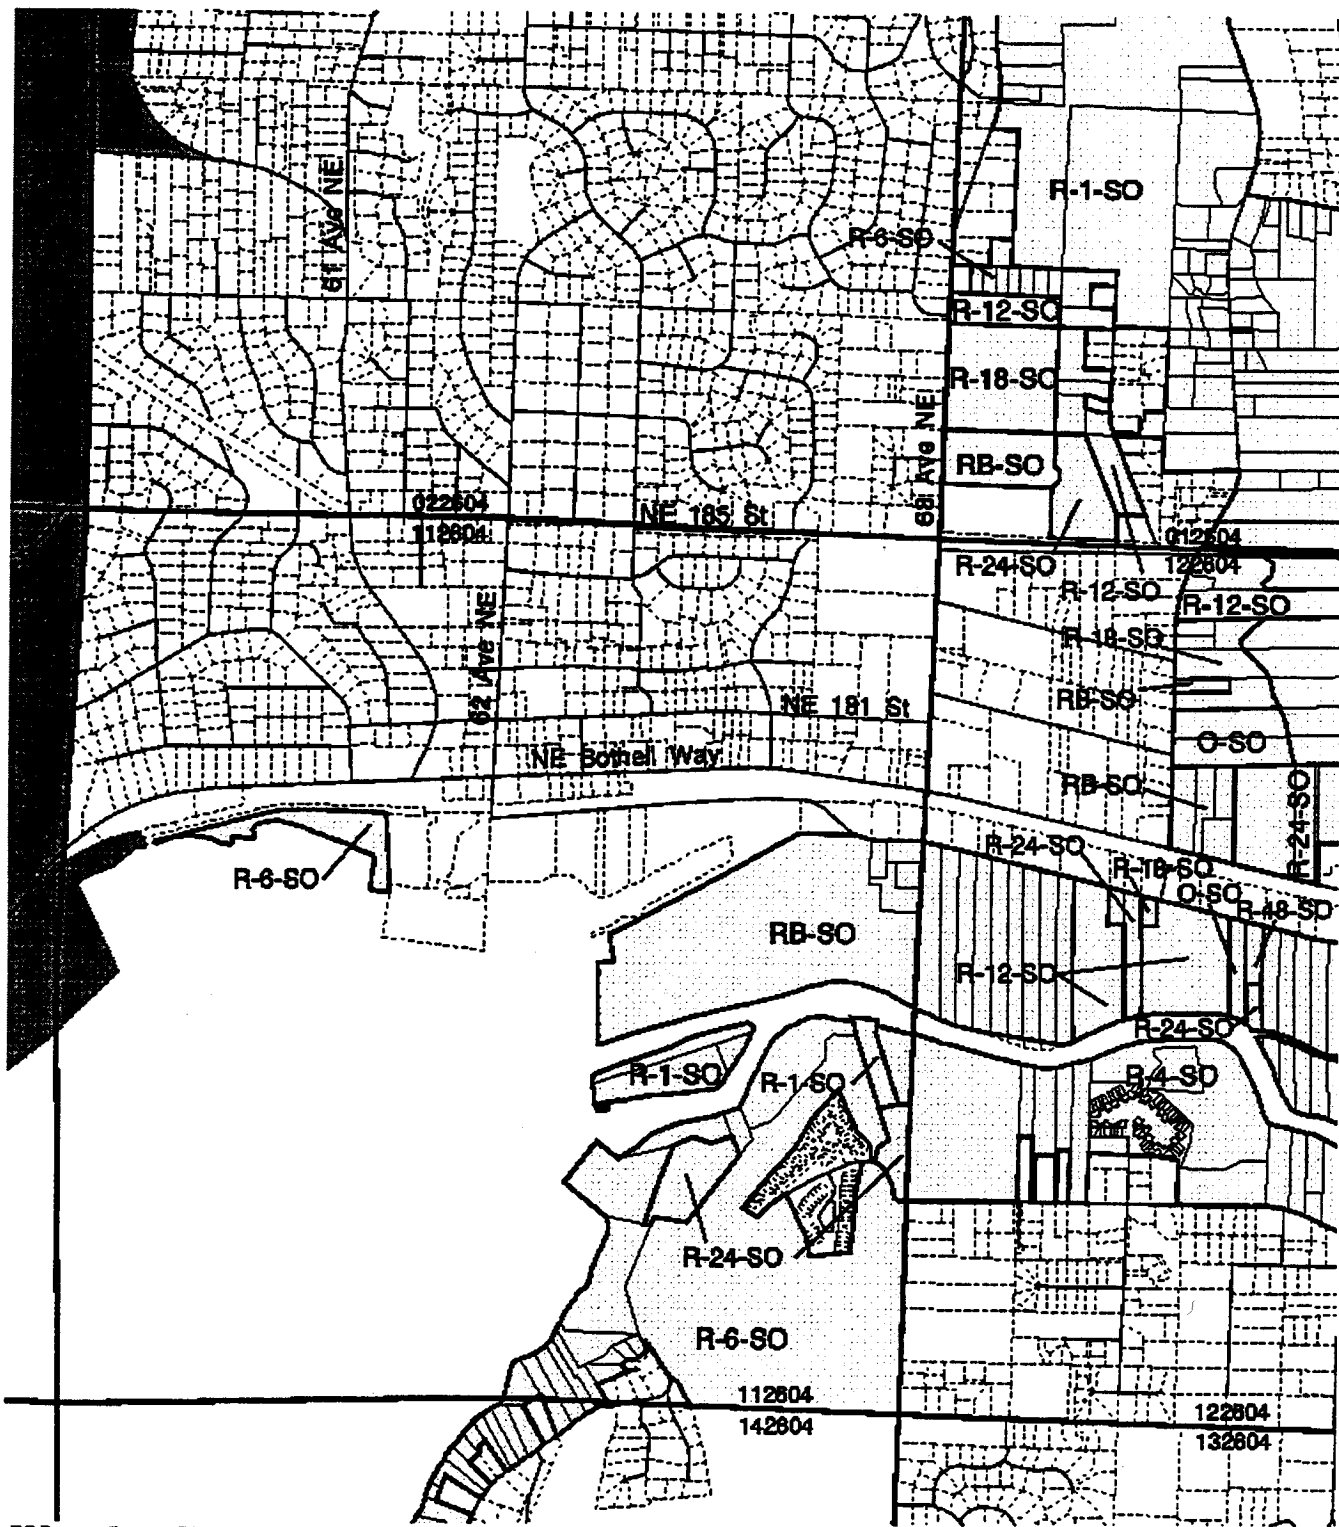 61 Ave NE
R-1-SO
R-6-SO
R-12-SO
R-18-SO
68 Ave NE
RB-SO
022604
NE 185 St
112604
012604
122604
R-24-SO
R-12-SO
R-12-SO
62 Ave NE
R-18-SO
RB-SO
NE 181 St
O-SO
NE Bothell Way
RB-SO
R-24-SO
R-24-SO
R-18-SO
R-6-SO
O-SO
R-48-SO
RB-SO
R-12-SO
R-24-SO
R-1-SO
R-1-SO
R-4-SO
R-24-SO
R-6-SO
112604
142604
122604
132604